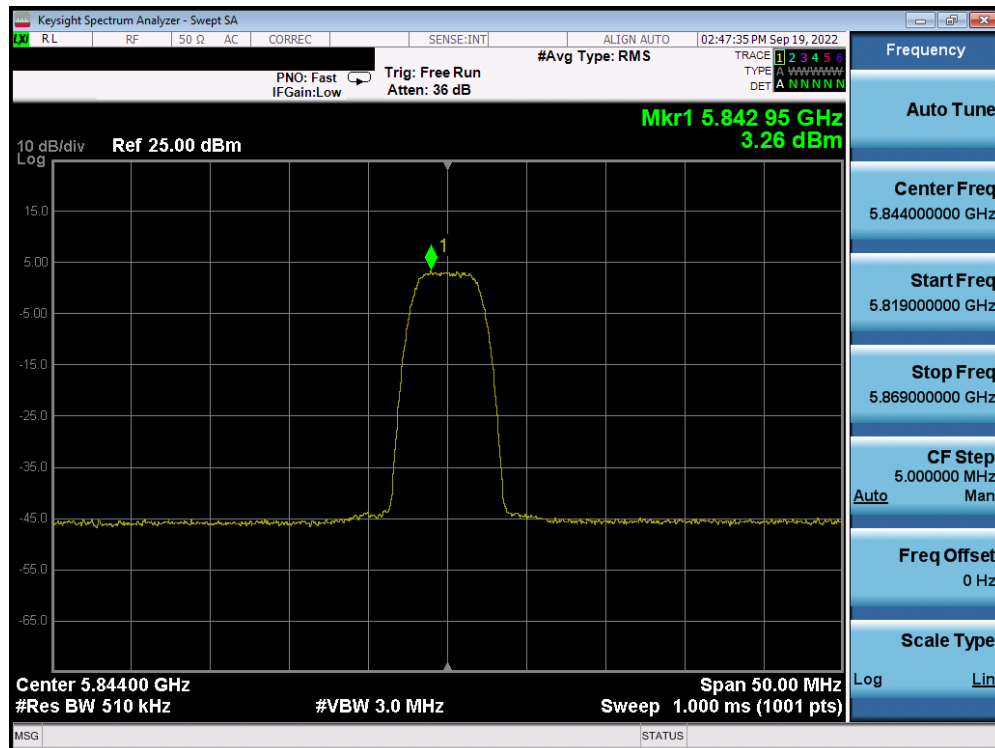 Keysight Spectrum Analyzer - Swept SA
LXI RL RF 50 Ω AC CORREC SENSE:INT ALIGN AUTO 02:47:35 PM Sep 19, 2022
Frequency
#Avg Type: RMS TRACE 1 2 3 4 5 6
PNO: Fast Trig: Free Run TYPE A WWWWW
IFGain:Low Atten: 36 dB DET A N N N N N
Auto Tune
Mkr1 5.842 95 GHz
3.26 dBm
10 dB/div Ref 25.00 dBm
Log
Center Freq
5.844000000 GHz
15.0
1
5.00
Start Freq
5.819000000 GHz
-5.00
-15.0
Stop Freq
5.869000000 GHz
-25.0
-35.0
CF Step
5.000000 MHz
Auto Man
-45.0
-55.0
Freq Offset
0 Hz
-65.0
Scale Type
Log Lin
Center 5.84400 GHz Span 50.00 MHz
#Res BW 510 kHz #VBW 3.0 MHz Sweep 1.000 ms (1001 pts)
MSG STATUS